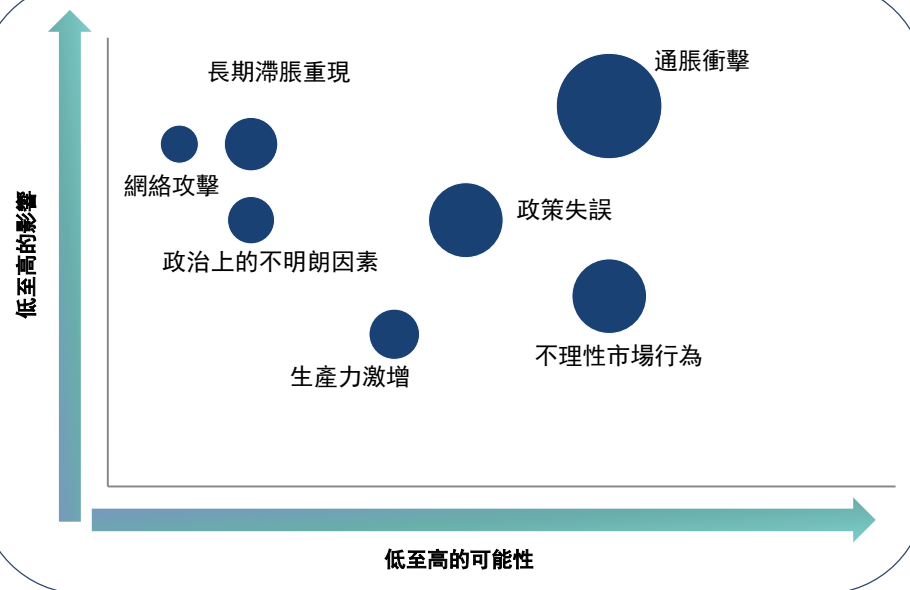 通脹衝擊
長期滯脹重現
網絡攻擊
政策失誤
政治上的不明朗因素
不理性市場行為
生產力激增
低至高的影響
低至高的可能性